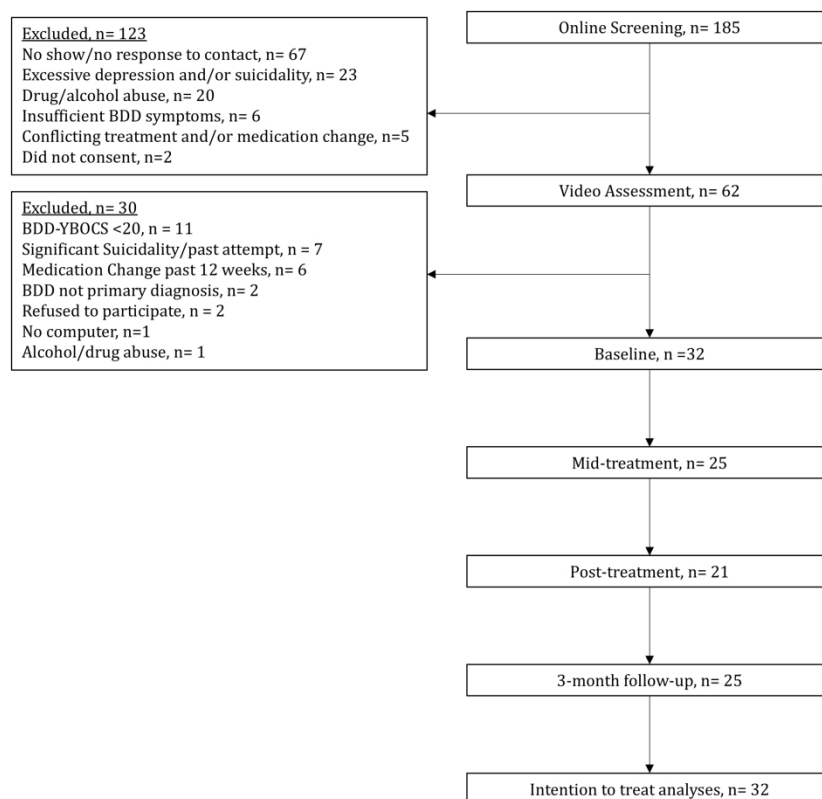 Excluded, n= 123
No show/no response to contact, n= 67
Excessive depression and/or suicidality, n= 23
Drug/alcohol abuse, n= 20
Insufficient BDD symptoms, n= 6
Conflicting treatment and/or medication change, n=5
Did not consent, n=2
Online Screening, n= 185
Video Assessment, n= 62
Excluded, n= 30
BDD-YBOCS <20, n = 11
Significant Suicidality/past attempt, n = 7
Medication Change past 12 weeks, n= 6
BDD not primary diagnosis, n= 2
Refused to participate, n = 2
No computer, n=1
Alcohol/drug abuse, n= 1
Baseline, n =32
Mid-treatment, n= 25
Post-treatment, n= 21
3-month follow-up, n= 25
Intention to treat analyses, n= 32